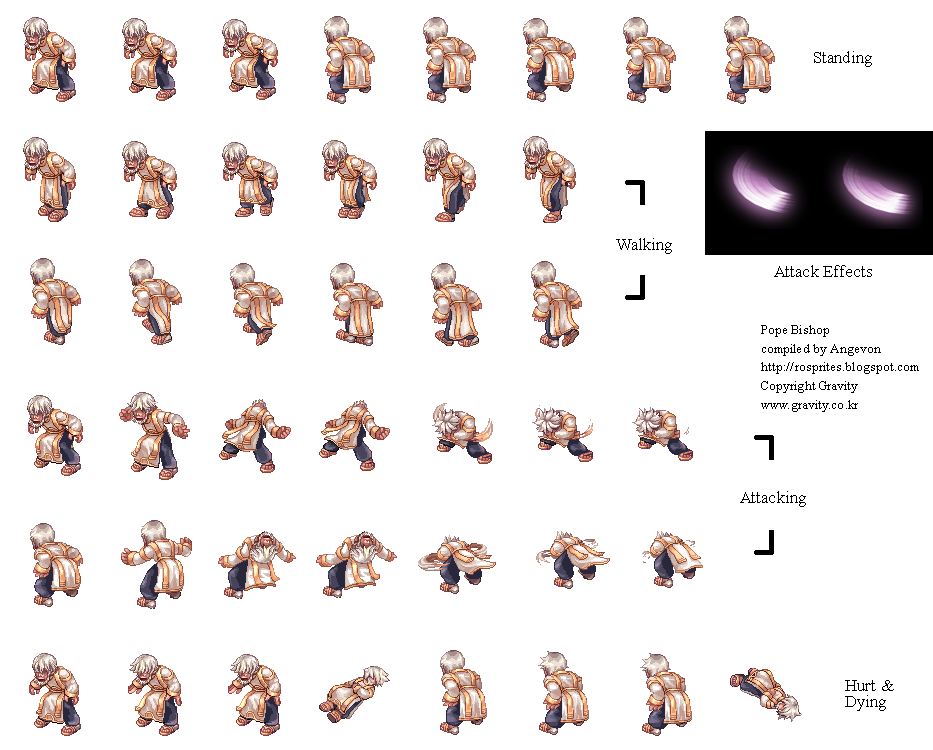 Standing
Walking
Attack Effects
Pope Bishop
compiled by Angevon
http://rosprites.blogspot.com
Copyright Gravity
www.gravity.co.kr
Attacking
Hurt &
Dying